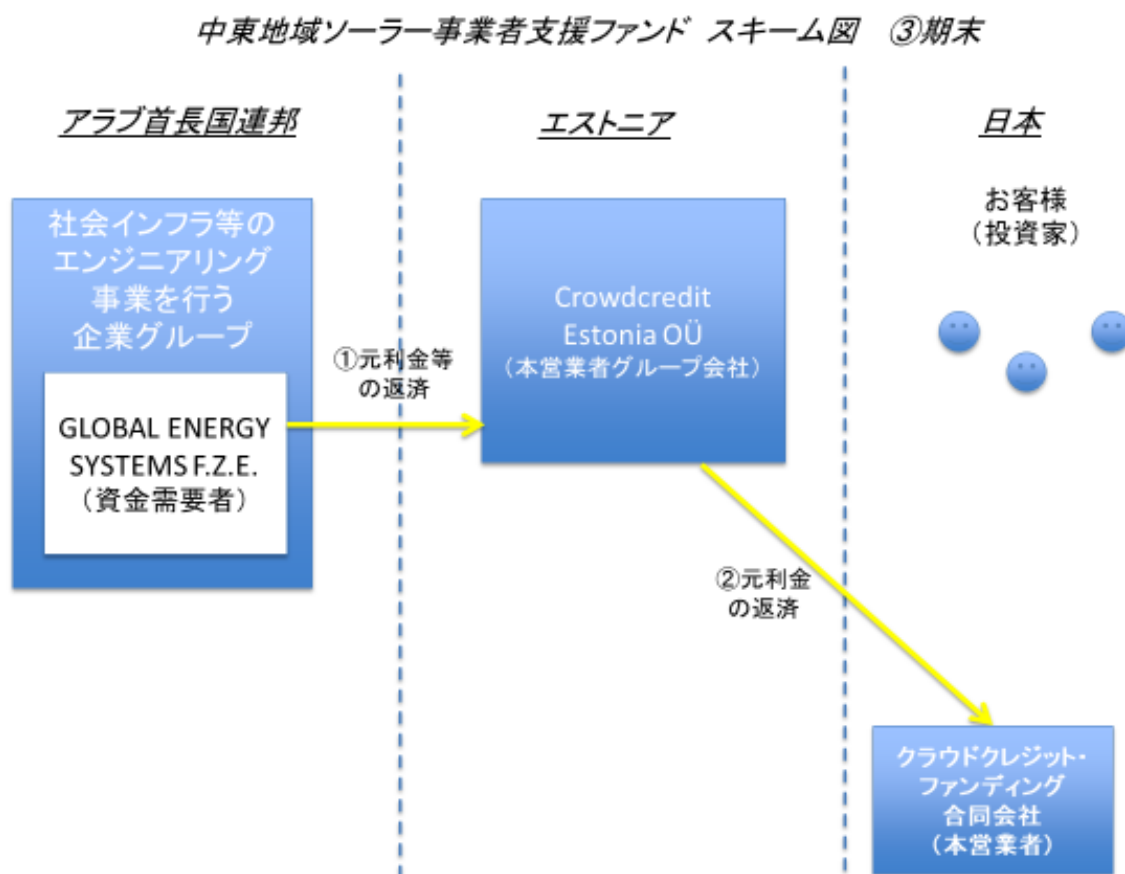 中東地域ソーラー事業者支援ファンド スキーム図 ③期末
アラブ首長国連邦
エストニア
日本
社会インフラ等の
エンジニアリング
事業を行う
企業グループ
GLOBAL ENERGY
SYSTEMS F.Z.E.
（資金需要者）
①元利金等
の返済
Crowdcredit
Estonia OÜ
（本営業者グループ会社）
お客様
（投資家）
②元利金
の返済
クラウドクレジット・
ファンディング
合同会社
（本営業者）